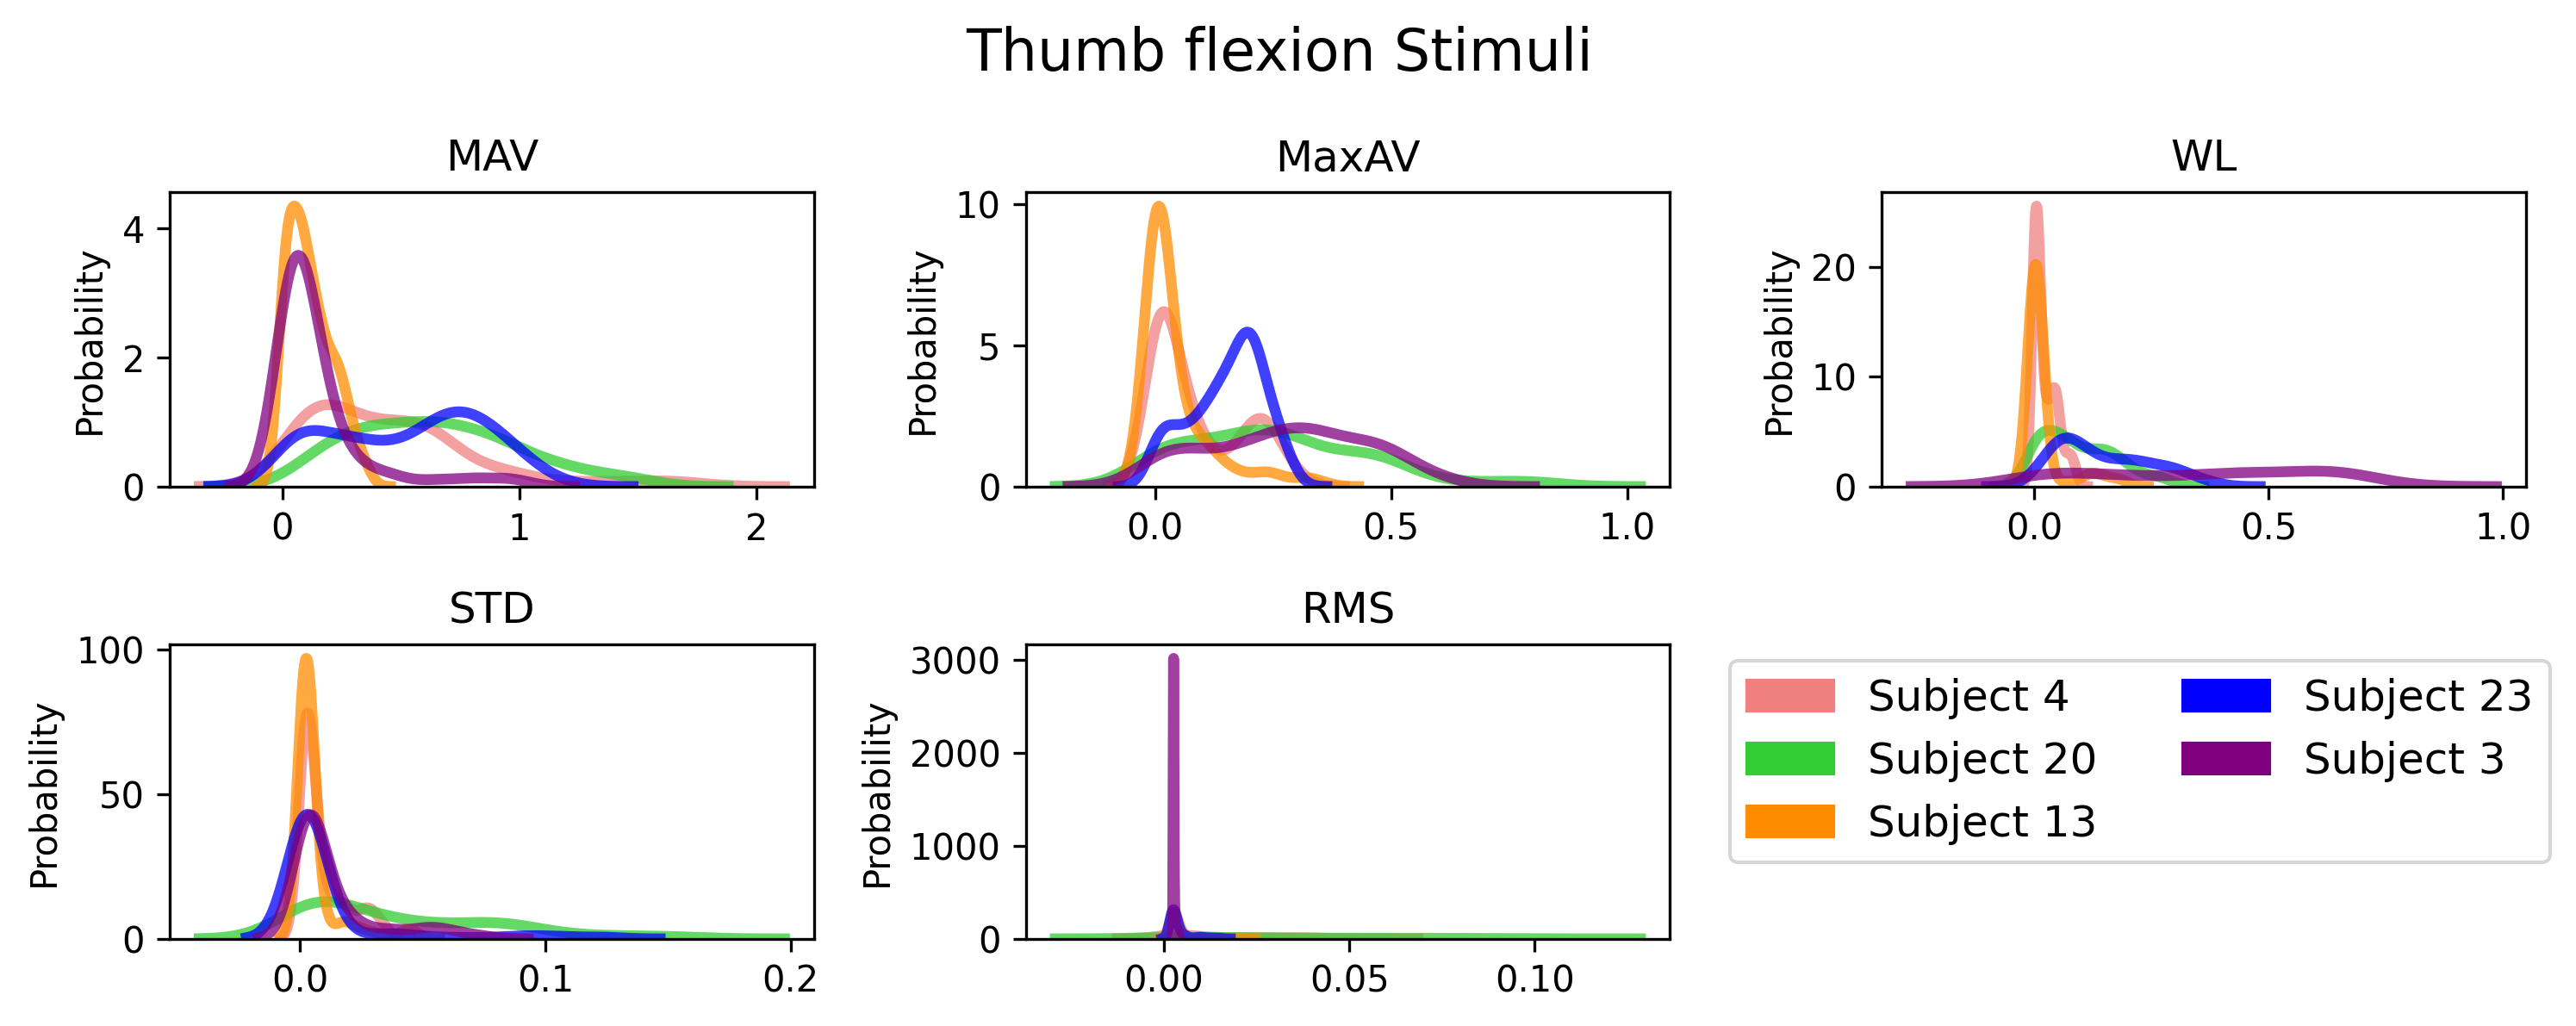 Thumb flexion Stimuli
MAV
Probability
4
2
0
0 1 2
MaxAV
Probability
10
5
0
0.0 0.5 1.0
WL
Probability
20
10
0
0.0 0.5 1.0
STD
Probability
100
50
0
0.0 0.1 0.2
RMS
Probability
3000
2000
1000
0
0.00 0.05 0.10
Subject 4
Subject 20
Subject 13
Subject 23
Subject 3